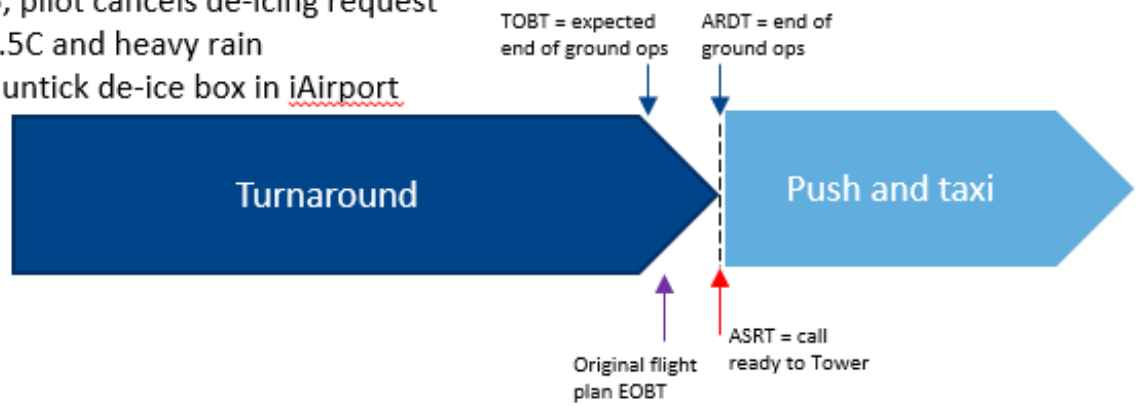 pilot cancels de-icing request
.5C and heavy rain
untick de-ice box in iAirport
TOBT = expected
end of ground ops
ARDT = end of
ground ops
Turnaround
Push and taxi
Original flight
plan EOBT
ASRT = call
ready to Tower